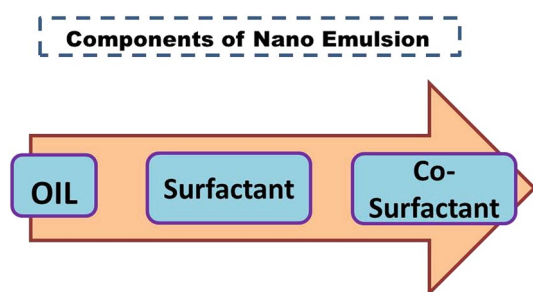 Components of Nano Emulsion
OIL
Surfactant
Co-
Surfactant